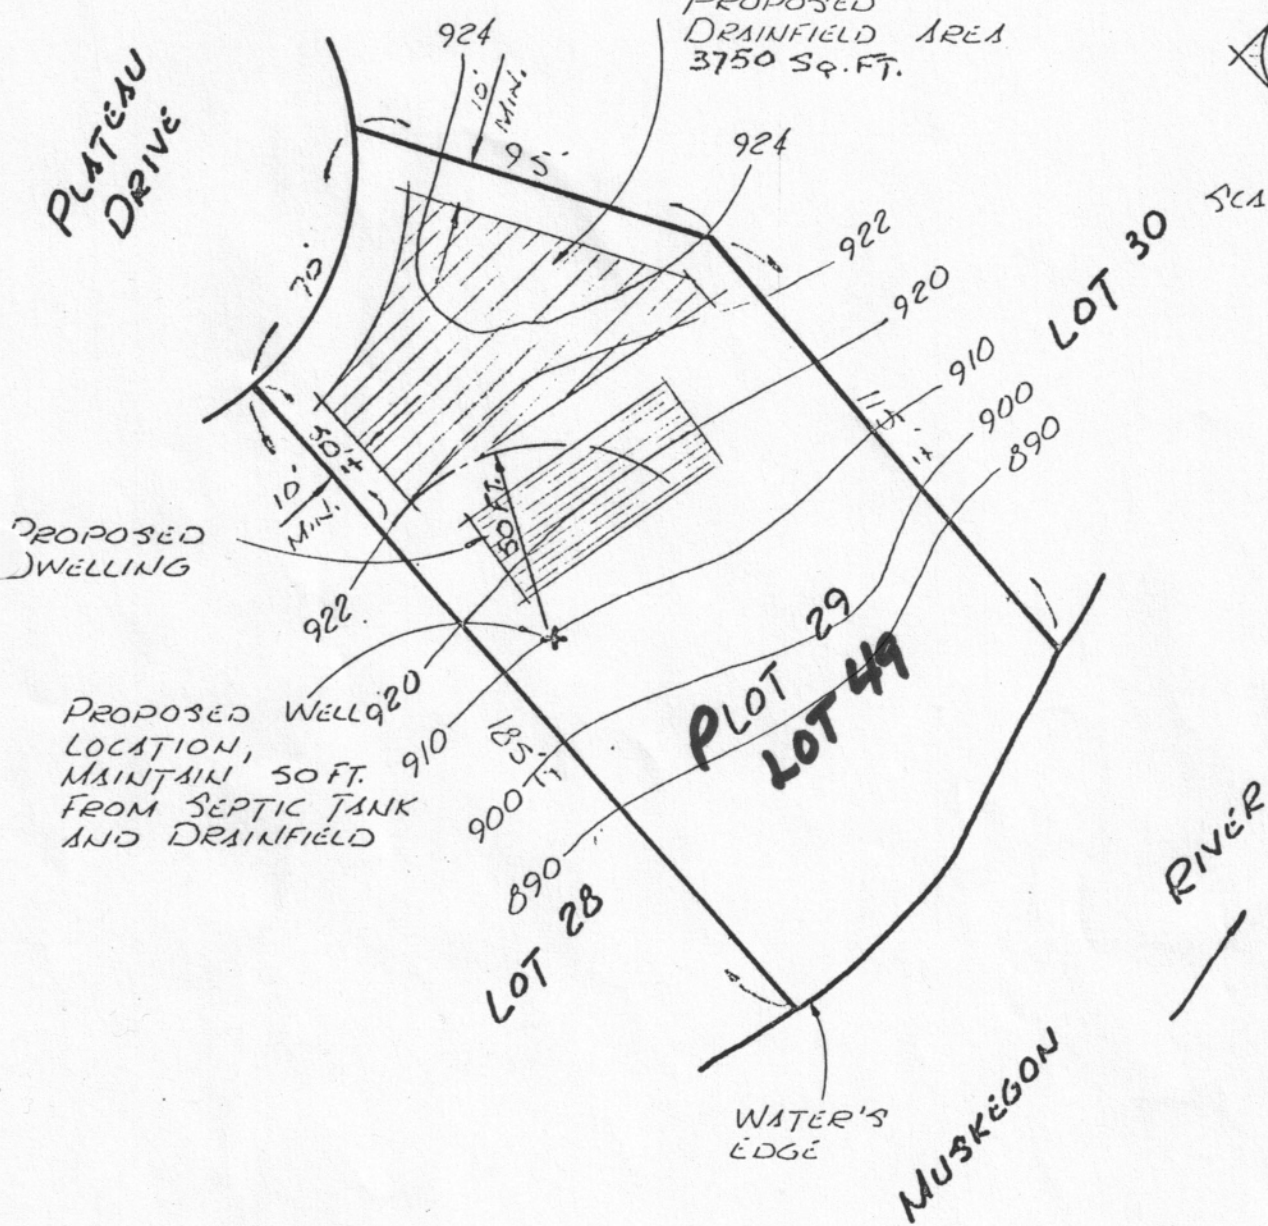 PROPOSED
DRAINFIELD AREA
3750 SQ. FT.
924
10'
MIN.
95'
924
PLATEAU
DRIVE
922
920
LOT 30
70'
910
900
890
50'±
10'
MIN.
50 FT.
PROPOSED
DWELLING
922
PLOT 29
LOT 49
920
PROPOSED WELL
LOCATION,
MAINTAIN 50 FT.
FROM SEPTIC TANK
AND DRAINFIELD
910
185'±
900
890
LOT 28
RIVER
WATER'S
EDGE
MUSKEGON